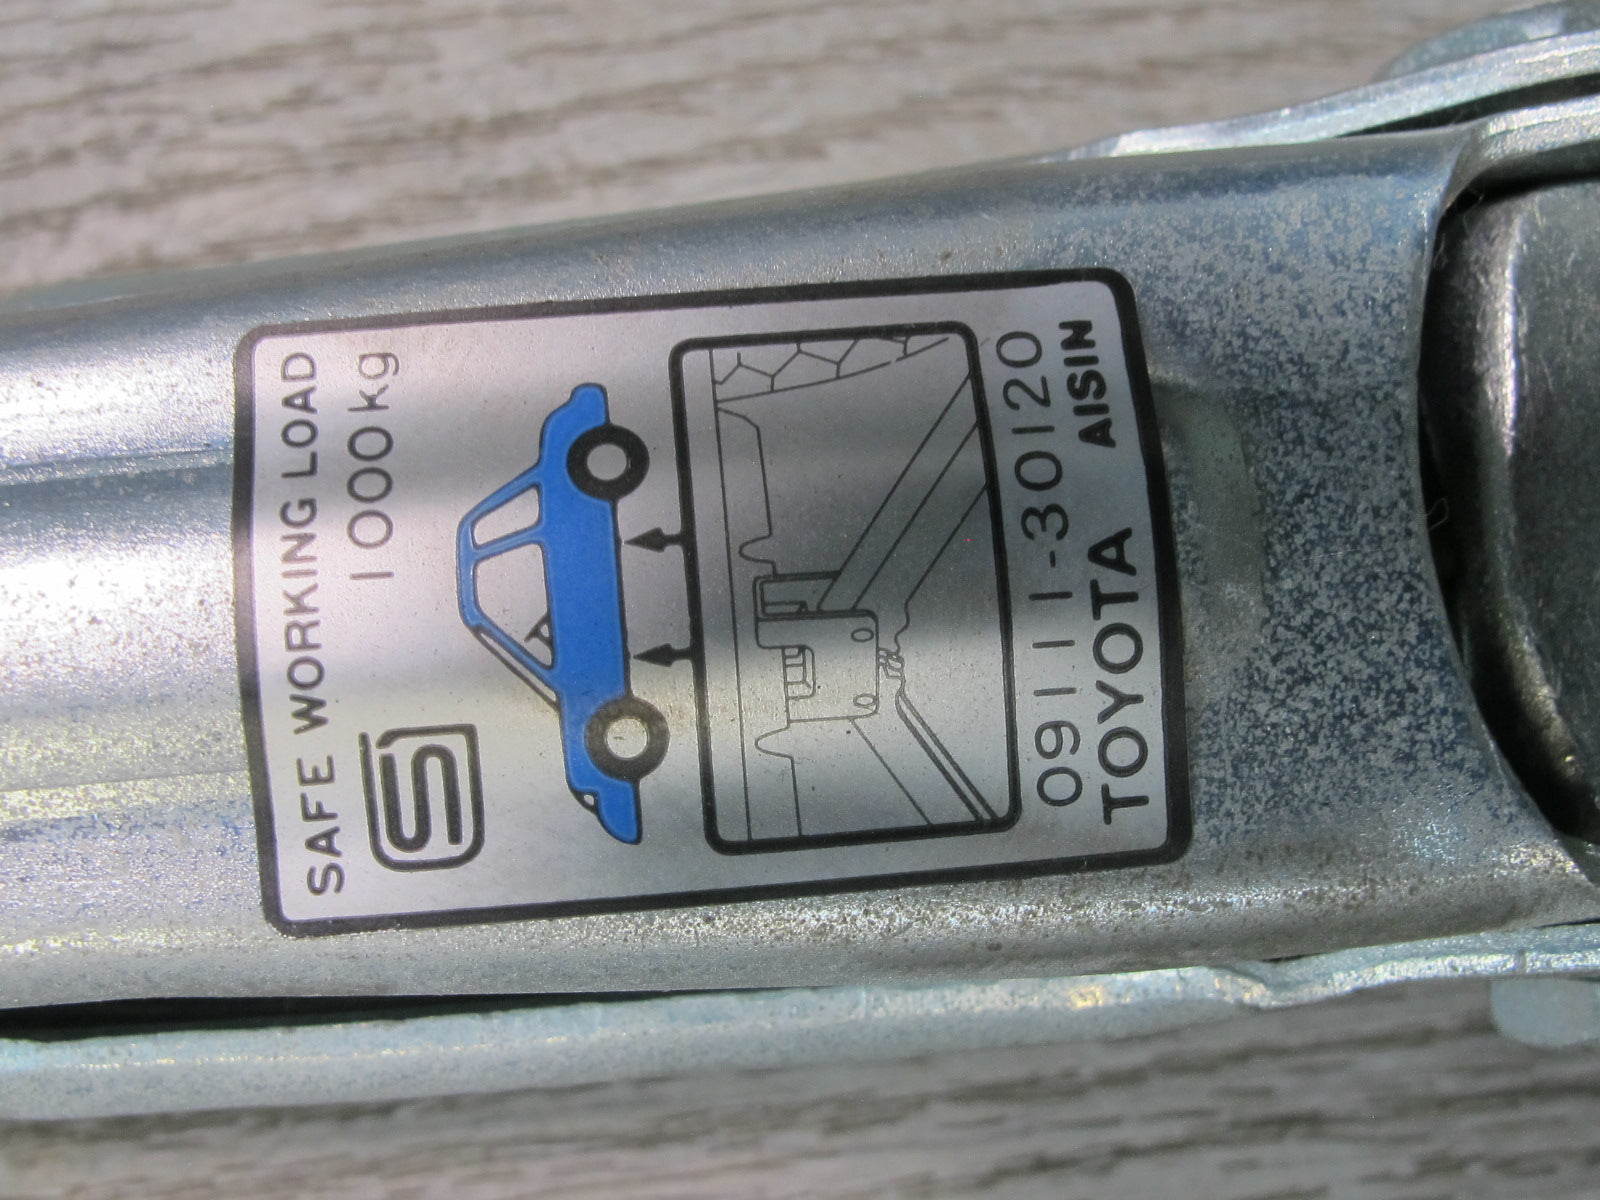 SAFE WORKING LOAD
1000kg
S
09111-30120
TOYOTA AISIN